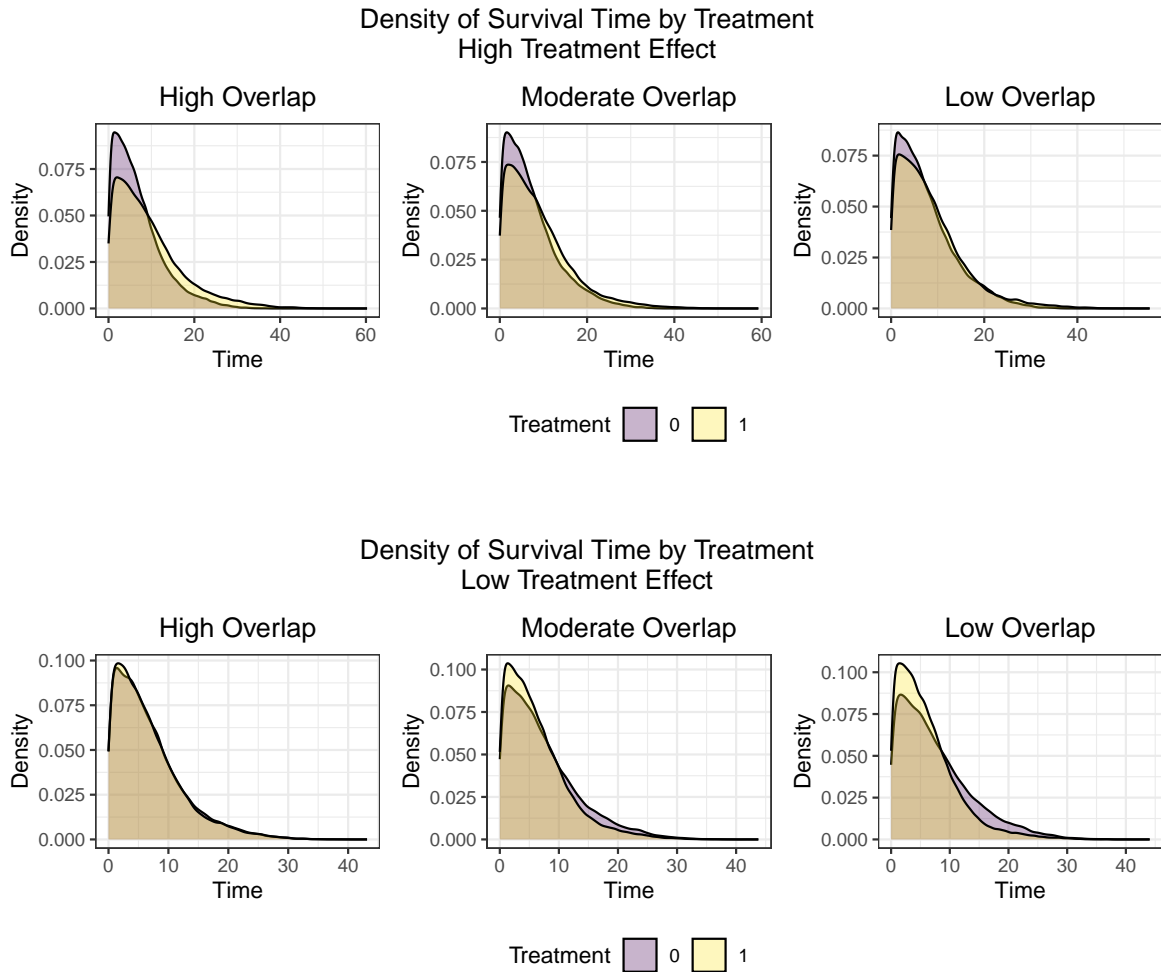 Density of Survival Time by Treatment
High Treatment Effect
High Overlap
Moderate Overlap
Low Overlap
Density
0.075
0.050
0.025
0.000
0 20 40 60
Time
Density
0.075
0.050
0.025
0.000
0 20 40 60
Time
Density
0.075
0.050
0.025
0.000
0 20 40
Time
Treatment 0 1
Density of Survival Time by Treatment
Low Treatment Effect
High Overlap
Moderate Overlap
Low Overlap
Density
0.100
0.075
0.050
0.025
0.000
0 10 20 30 40
Time
Density
0.100
0.075
0.050
0.025
0.000
0 10 20 30 40
Time
Density
0.100
0.075
0.050
0.025
0.000
0 10 20 30 40
Time
Treatment 0 1